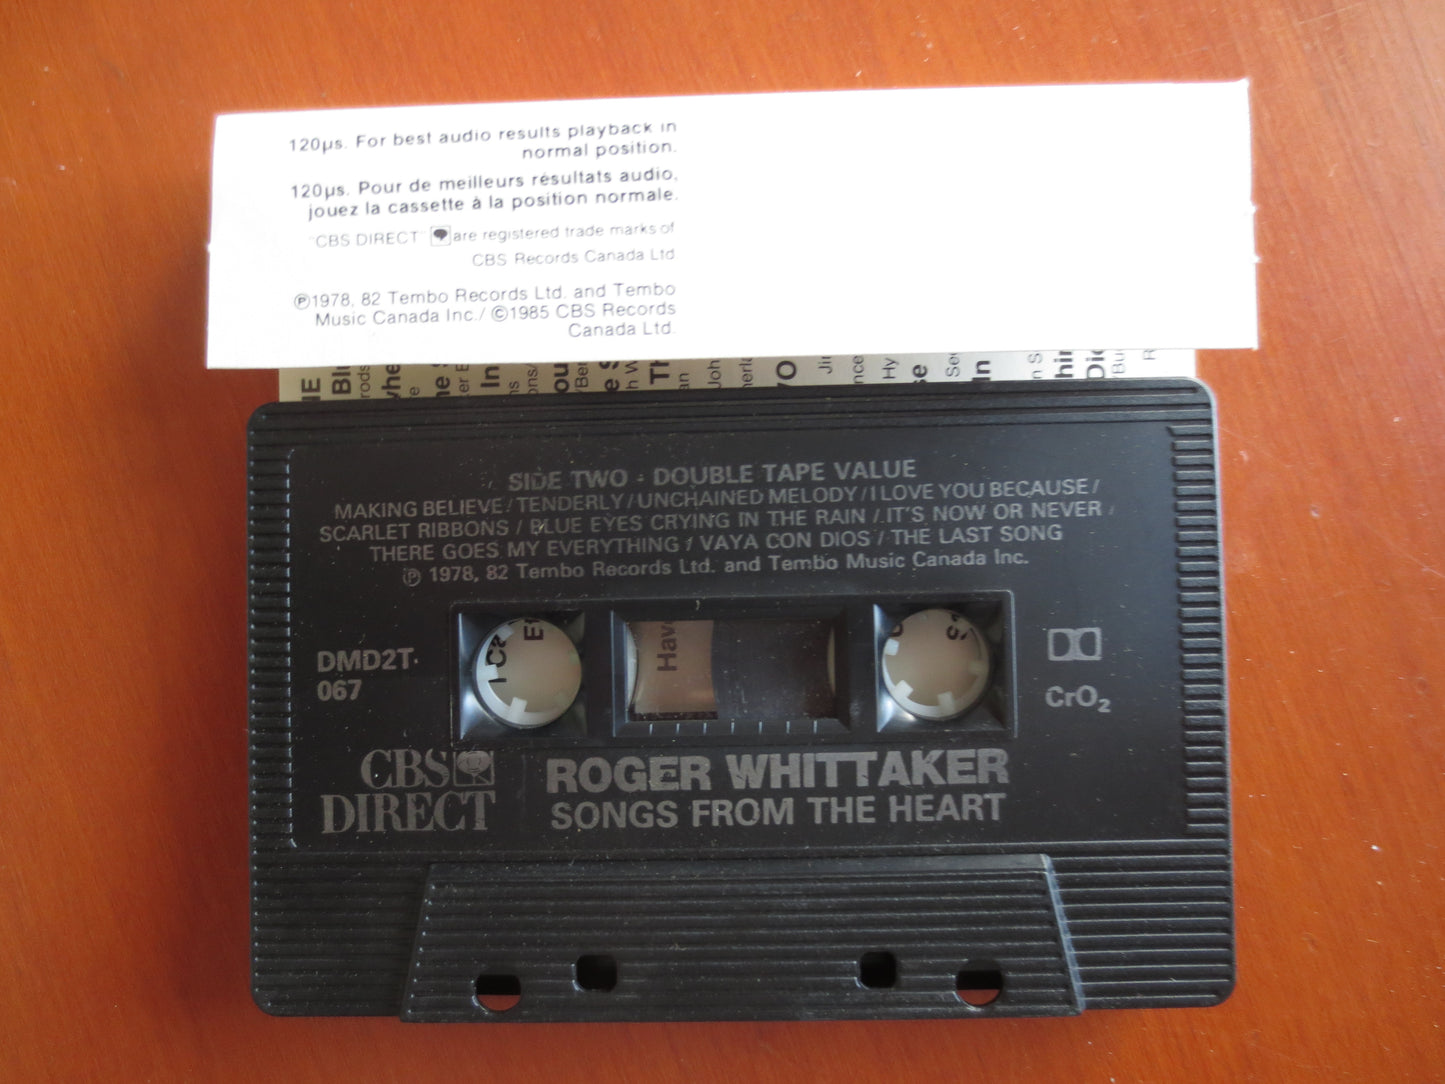 120µs. For best audio results playback in
normal position.
120µs. Pour de meilleurs résultats audio,
jouez la cassette à la position normale.
"CBS DIRECT" are registered trade marks of
CBS Records Canada Ltd
℗1978, 82 Tembo Records Ltd. and Tembo
Music Canada Inc./ ©1985 CBS Records
Canada Ltd.
SIDE TWO - DOUBLE TAPE VALUE
MAKING BELIEVE / TENDERLY / UNCHAINED MELODY / I LOVE YOU BECAUSE /
SCARLET RIBBONS / BLUE EYES CRYING IN THE RAIN / IT'S NOW OR NEVER /
THERE GOES MY EVERYTHING / VAYA CON DIOS / THE LAST SONG
℗ 1978, 82 Tembo Records Ltd. and Tembo Music Canada Inc.
DMD2T
067
CrO2
CBS
DIRECT
ROGER WHITTAKER
SONGS FROM THE HEART